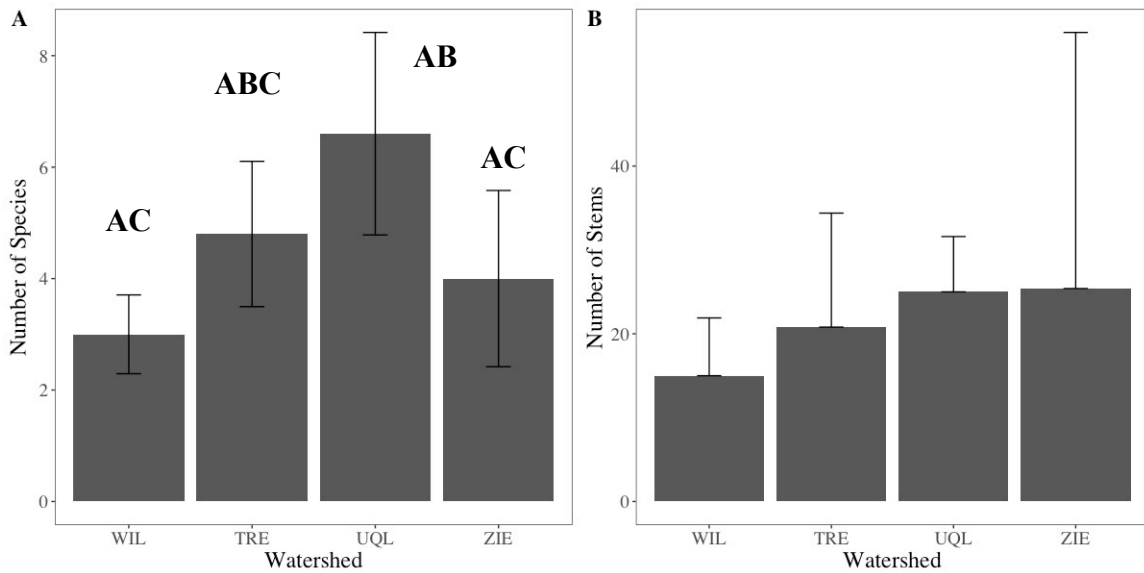 A
Number of Species
8
6
4
2
0
AC
ABC
AB
AC
WIL TRE UQL ZIE
Watershed
B
Number of Stems
40
20
0
WIL TRE UQL ZIE
Watershed